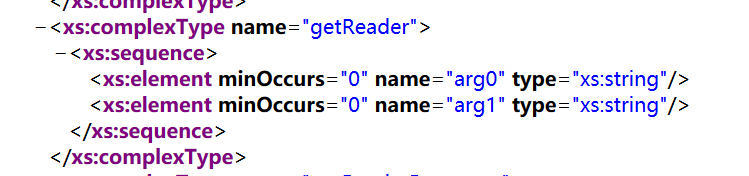 </xs:complexType>
−<xs:complexType name="getReader">
−<xs:sequence>
<xs:element minOccurs="0" name="arg0" type="xs:string"/>
<xs:element minOccurs="0" name="arg1" type="xs:string"/>
</xs:sequence>
</xs:complexType>